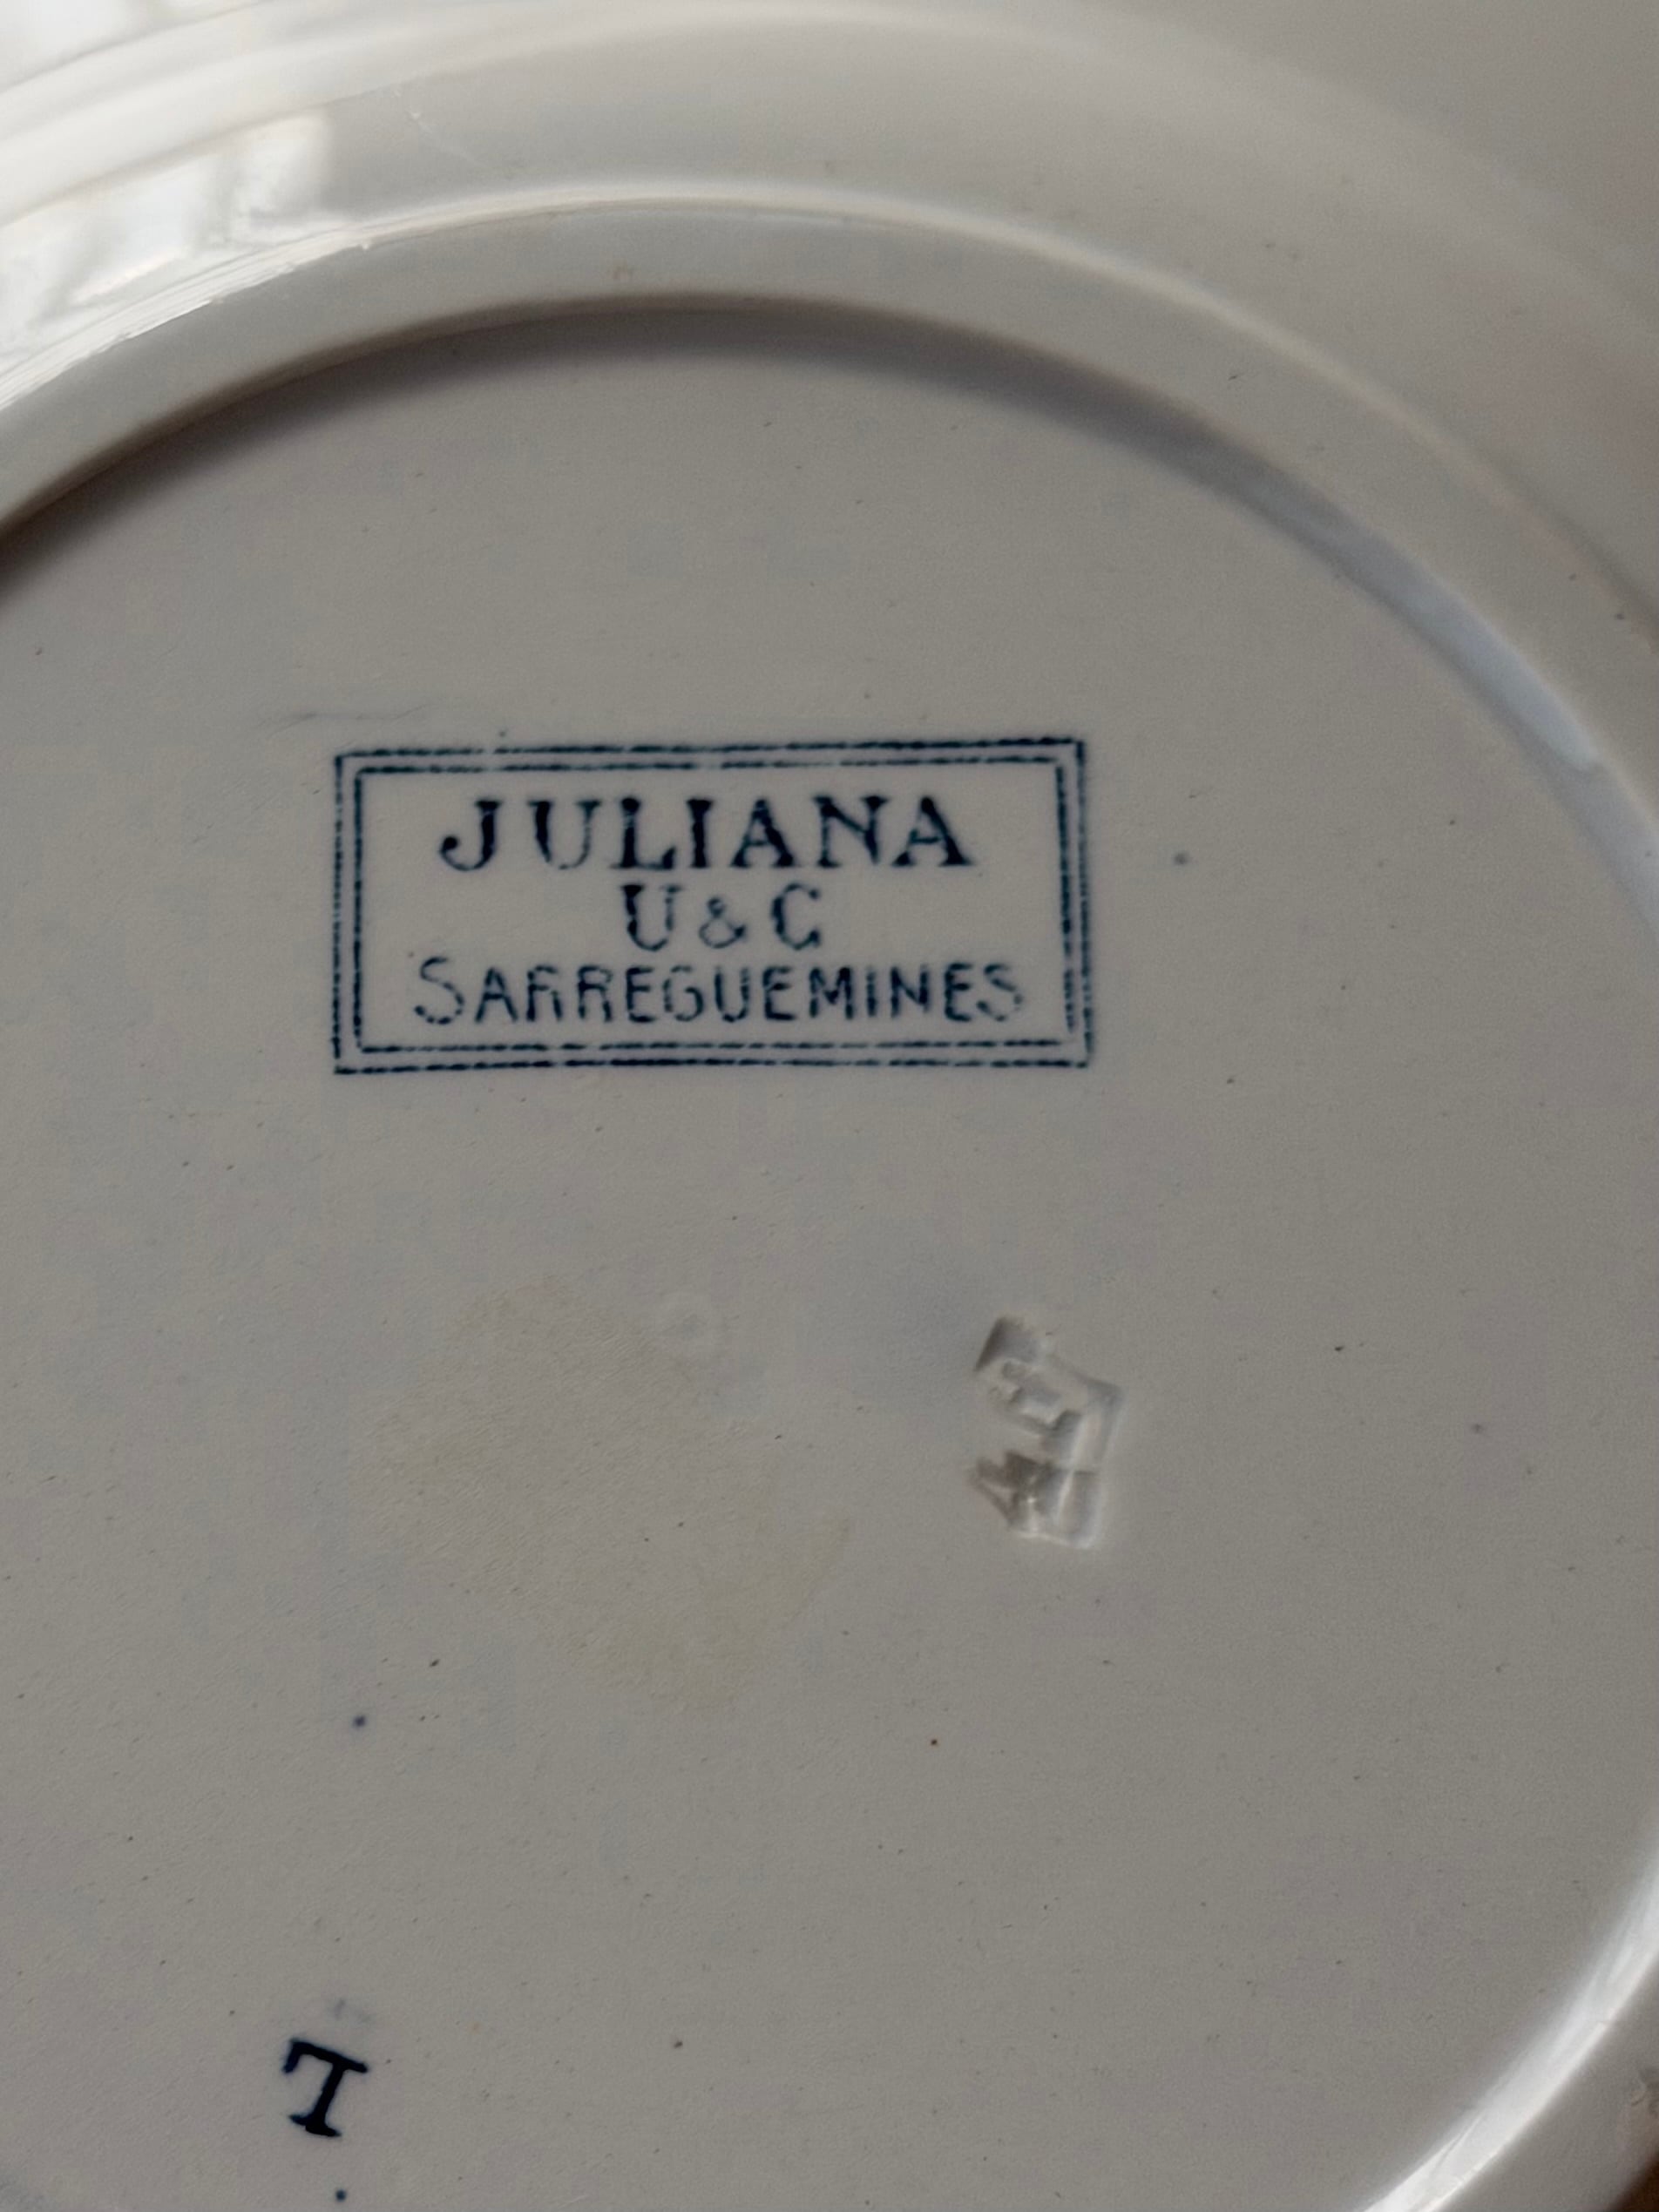 JULIANA
U & C
SARREGUEMINES
T